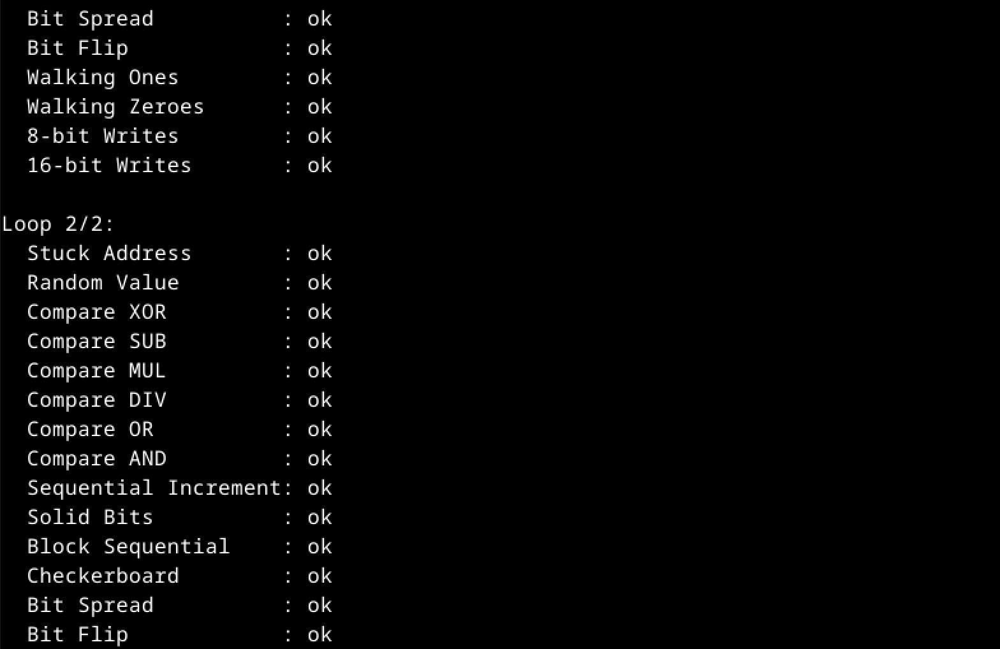 Bit Spread          : ok
Bit Flip            : ok
Walking Ones        : ok
Walking Zeroes      : ok
8-bit Writes        : ok
16-bit Writes       : ok

Loop 2/2:
  Stuck Address       : ok
  Random Value        : ok
  Compare XOR         : ok
  Compare SUB         : ok
  Compare MUL         : ok
  Compare DIV         : ok
  Compare OR          : ok
  Compare AND         : ok
  Sequential Increment: ok
  Solid Bits          : ok
  Block Sequential    : ok
  Checkerboard        : ok
  Bit Spread          : ok
  Bit Flip            : ok